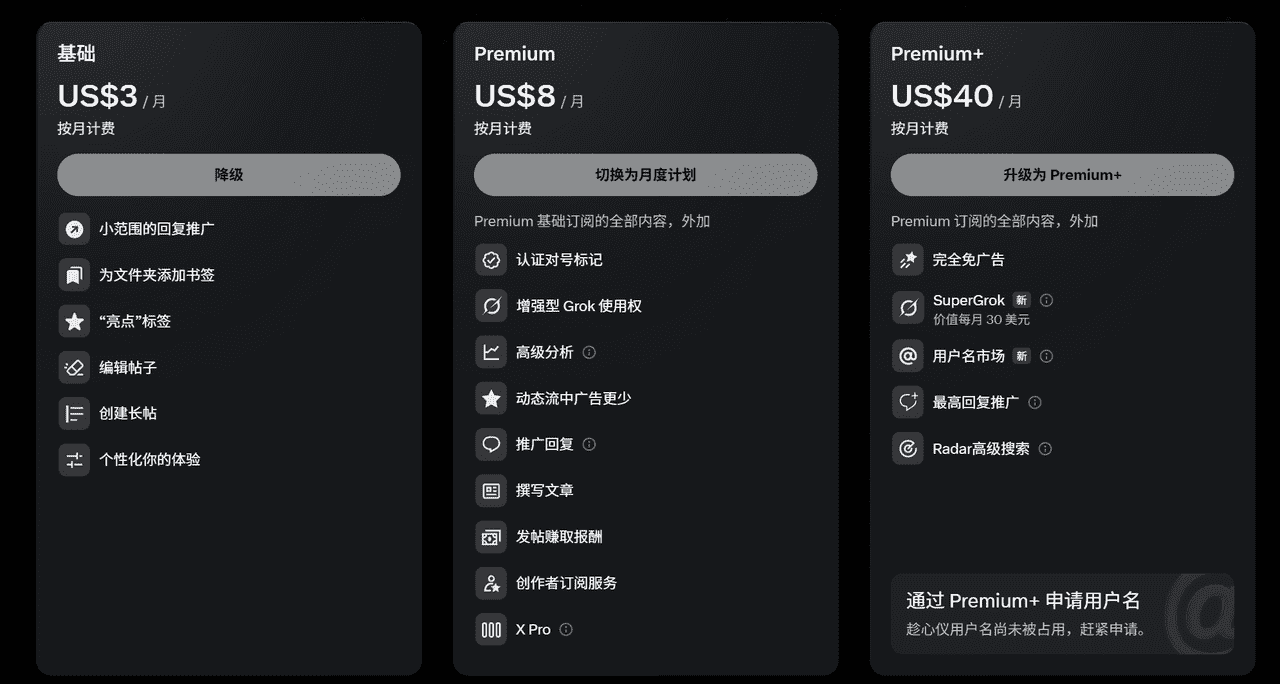 基础
US$3 / 月
按月计费
降级
小范围的回复推广
为文件夹添加书签
“亮点”标签
编辑帖子
创建长帖
个性化你的体验
Premium
US$8 / 月
按月计费
切换为月度计划
Premium 基础订阅的全部内容，外加
认证对号标记
增强型 Grok 使用权
高级分析
动态流中广告更少
推广回复
撰写文章
发帖赚取报酬
创作者订阅服务
X Pro
Premium+
US$40 / 月
按月计费
升级为 Premium+
Premium 订阅的全部内容，外加
完全免广告
SuperGrok 新
价值每月 30 美元
用户名市场 新
最高回复推广
Radar高级搜索
通过 Premium+ 申请用户名
趁心仪用户名尚未被占用，赶紧申请。